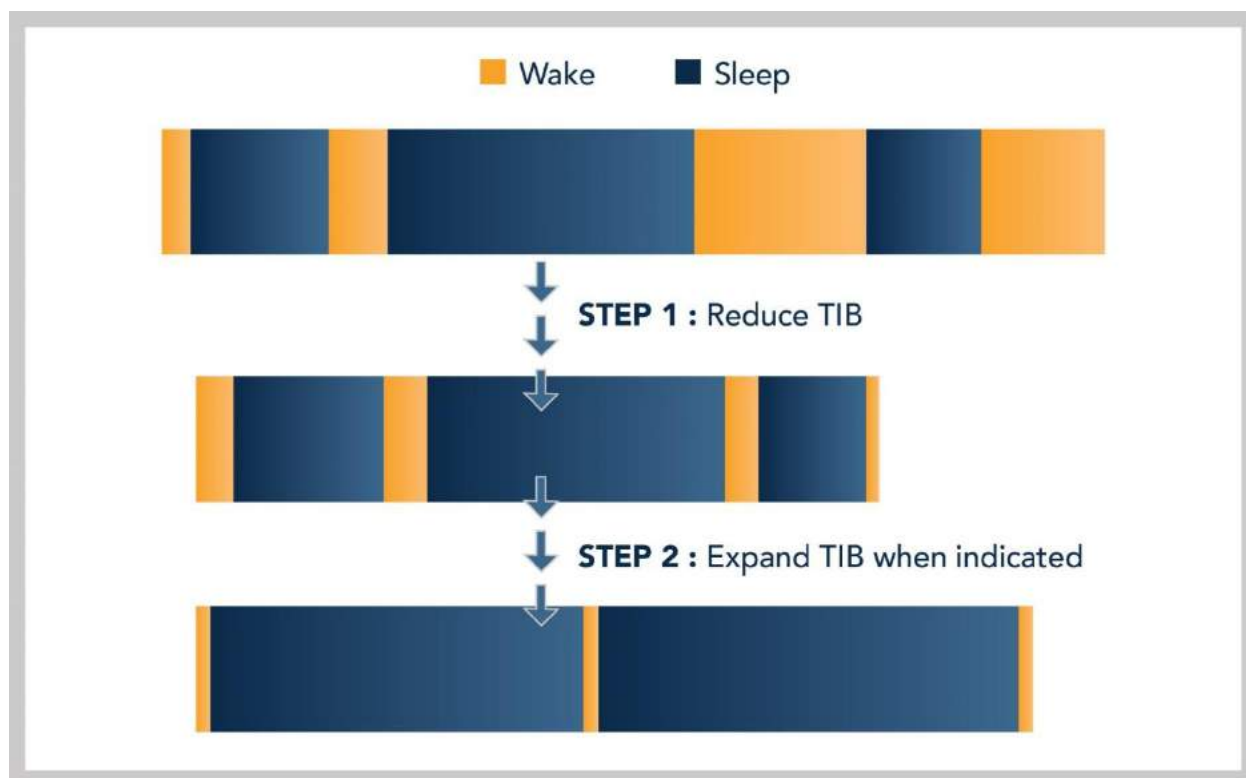 Wake Sleep
STEP 1 : Reduce TIB
STEP 2 : Expand TIB when indicated